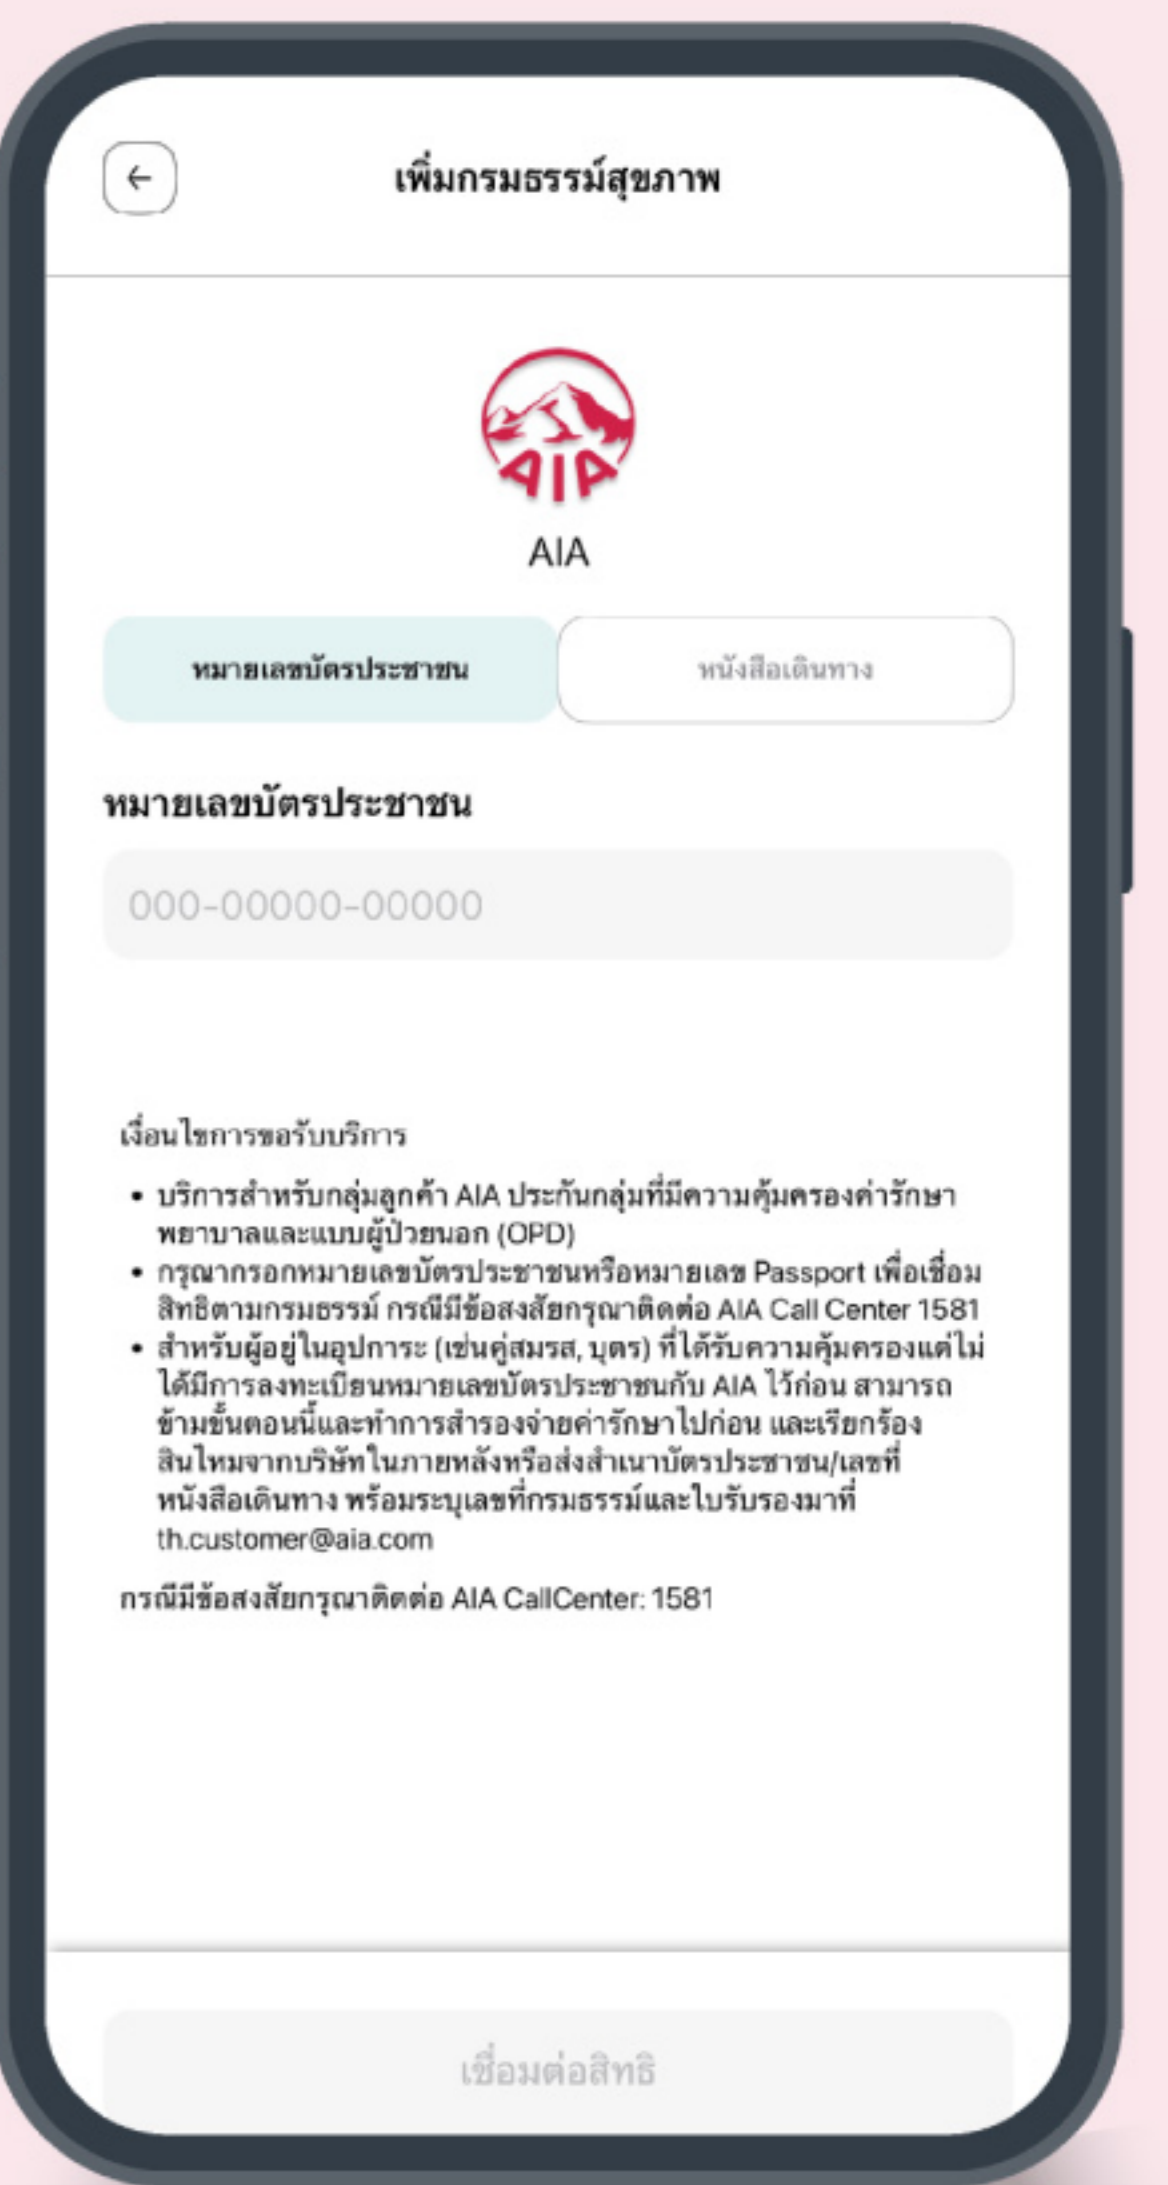 เพิ่มกรมธรรม์สุขภาพ
AIA
AIA
หมายเลขบัตรประชาชน
หนังสือเดินทาง
หมายเลขบัตรประชาชน
000-00000-00000
เงื่อนไขการขอรับบริการ
• บริการสำหรับกลุ่มลูกค้า AIA ประกันกลุ่มที่มีความคุ้มครองค่ารักษา
พยาบาลและแบบผู้ป่วยนอก (OPD)
• กรุณากรอกหมายเลขบัตรประชาชนหรือหมายเลข Passport เพื่อเชื่อม
สิทธิตามกรมธรรม์ กรณีมีข้อสงสัยกรุณาติดต่อ AIA Call Center 1581
• สำหรับผู้อยู่ในอุปการะ (เช่นคู่สมรส, บุตร) ที่ได้รับความคุ้มครองแต่ไม่
ได้มีการลงทะเบียนหมายเลขบัตรประชาชนกับ AIA ไว้ก่อน สามารถ
ข้ามขั้นตอนนี้และทำการสำรองจ่ายค่ารักษาไปก่อน และเรียกร้อง
สินไหมจากบริษัทในภายหลังหรือส่งสำเนาบัตรประชาชน/เลขที่
หนังสือเดินทาง พร้อมระบุเลขที่กรมธรรม์และใบรับรองมาที่
th.customer@aia.com
กรณีมีข้อสงสัยกรุณาติดต่อ AIA CallCenter: 1581
เชื่อมต่อสิทธิ